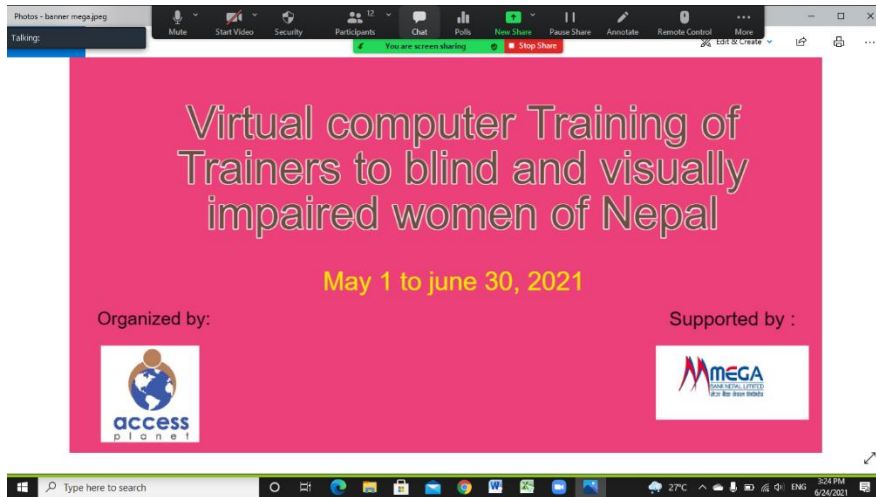 Photos - banner mega.jpeg
Talking:
Mute
Start Video
Security
12
Participants
Chat
Polls
New Share
Pause Share
Annotate
Remote Control
More
You are screen sharing
Stop Share
Edit & Create
Virtual computer Training of
Trainers to blind and visually
impaired women of Nepal
May 1 to june 30, 2021
Organized by:
Supported by :
access
planet
MEGA
BANK NEPAL LIMITED
Type here to search
27°C
ENG
3:24 PM
6/24/2021